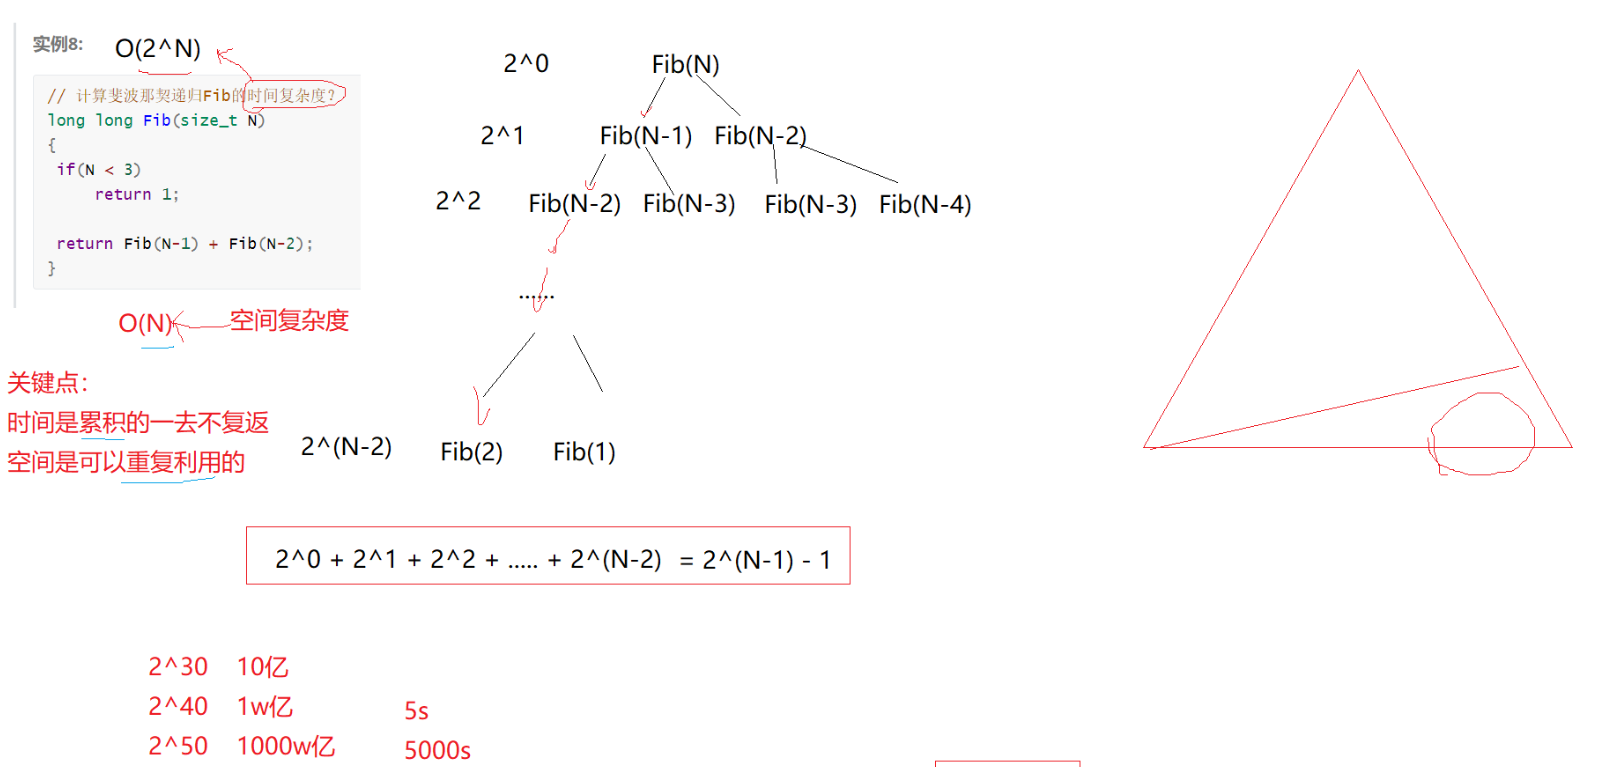 实例8:
O(2^N)
// 计算斐波那契递归Fib的时间复杂度?
long long Fib(size_t N)
{
if(N < 3)
return 1;
return Fib(N-1) + Fib(N-2);
}
O(N)
空间复杂度
关键点:
时间是累积的一去不复返
空间是可以重复利用的
2^0 Fib(N)
2^1 Fib(N-1) Fib(N-2)
2^2 Fib(N-2) Fib(N-3) Fib(N-3) Fib(N-4)
......
2^(N-2) Fib(2) Fib(1)
2^0 + 2^1 + 2^2 + ..... + 2^(N-2) = 2^(N-1) - 1
2^30 10亿
2^40 1w亿 5s
2^50 1000w亿 5000s